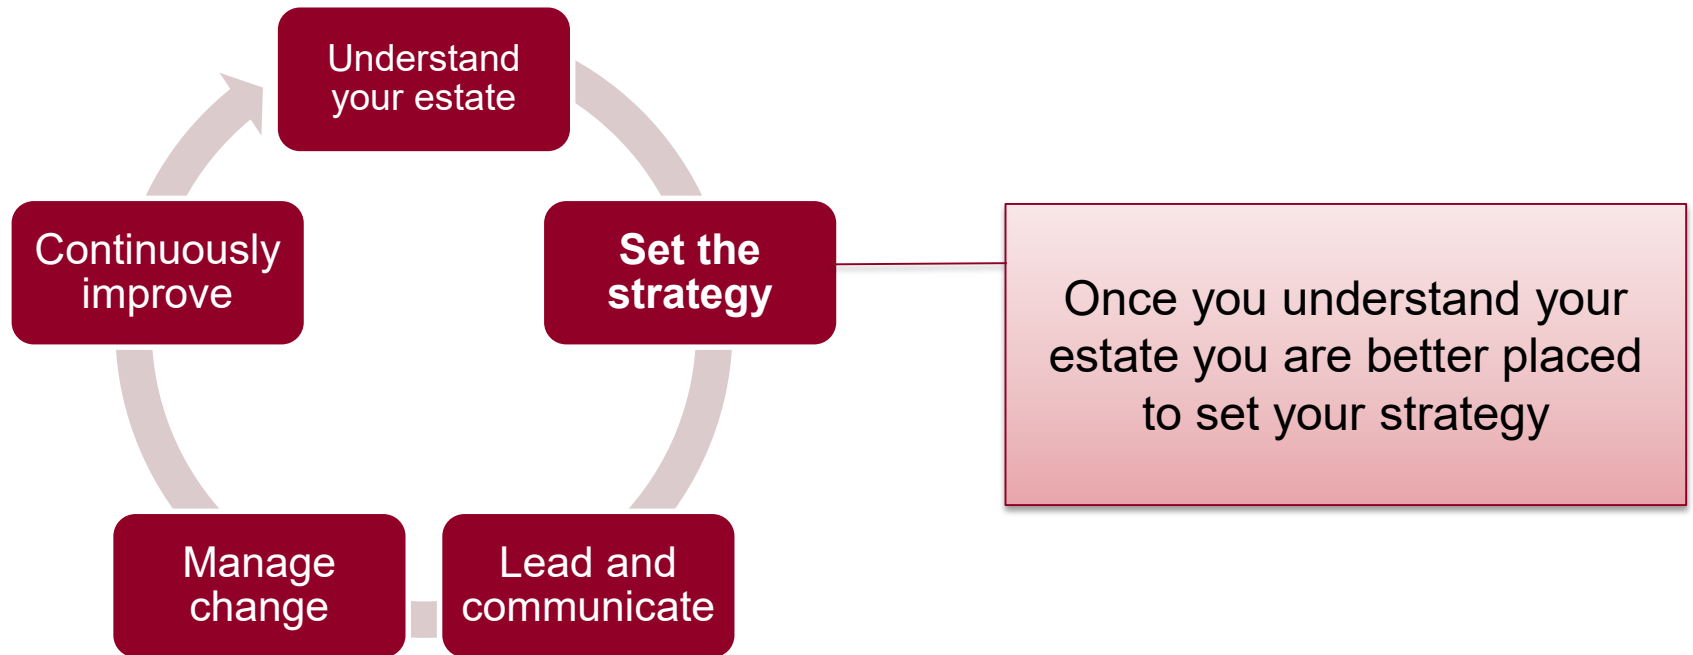 Understand
your estate
Set the
strategy
Once you understand your
estate you are better placed
to set your strategy
Lead and
communicate
Manage
change
Continuously
improve